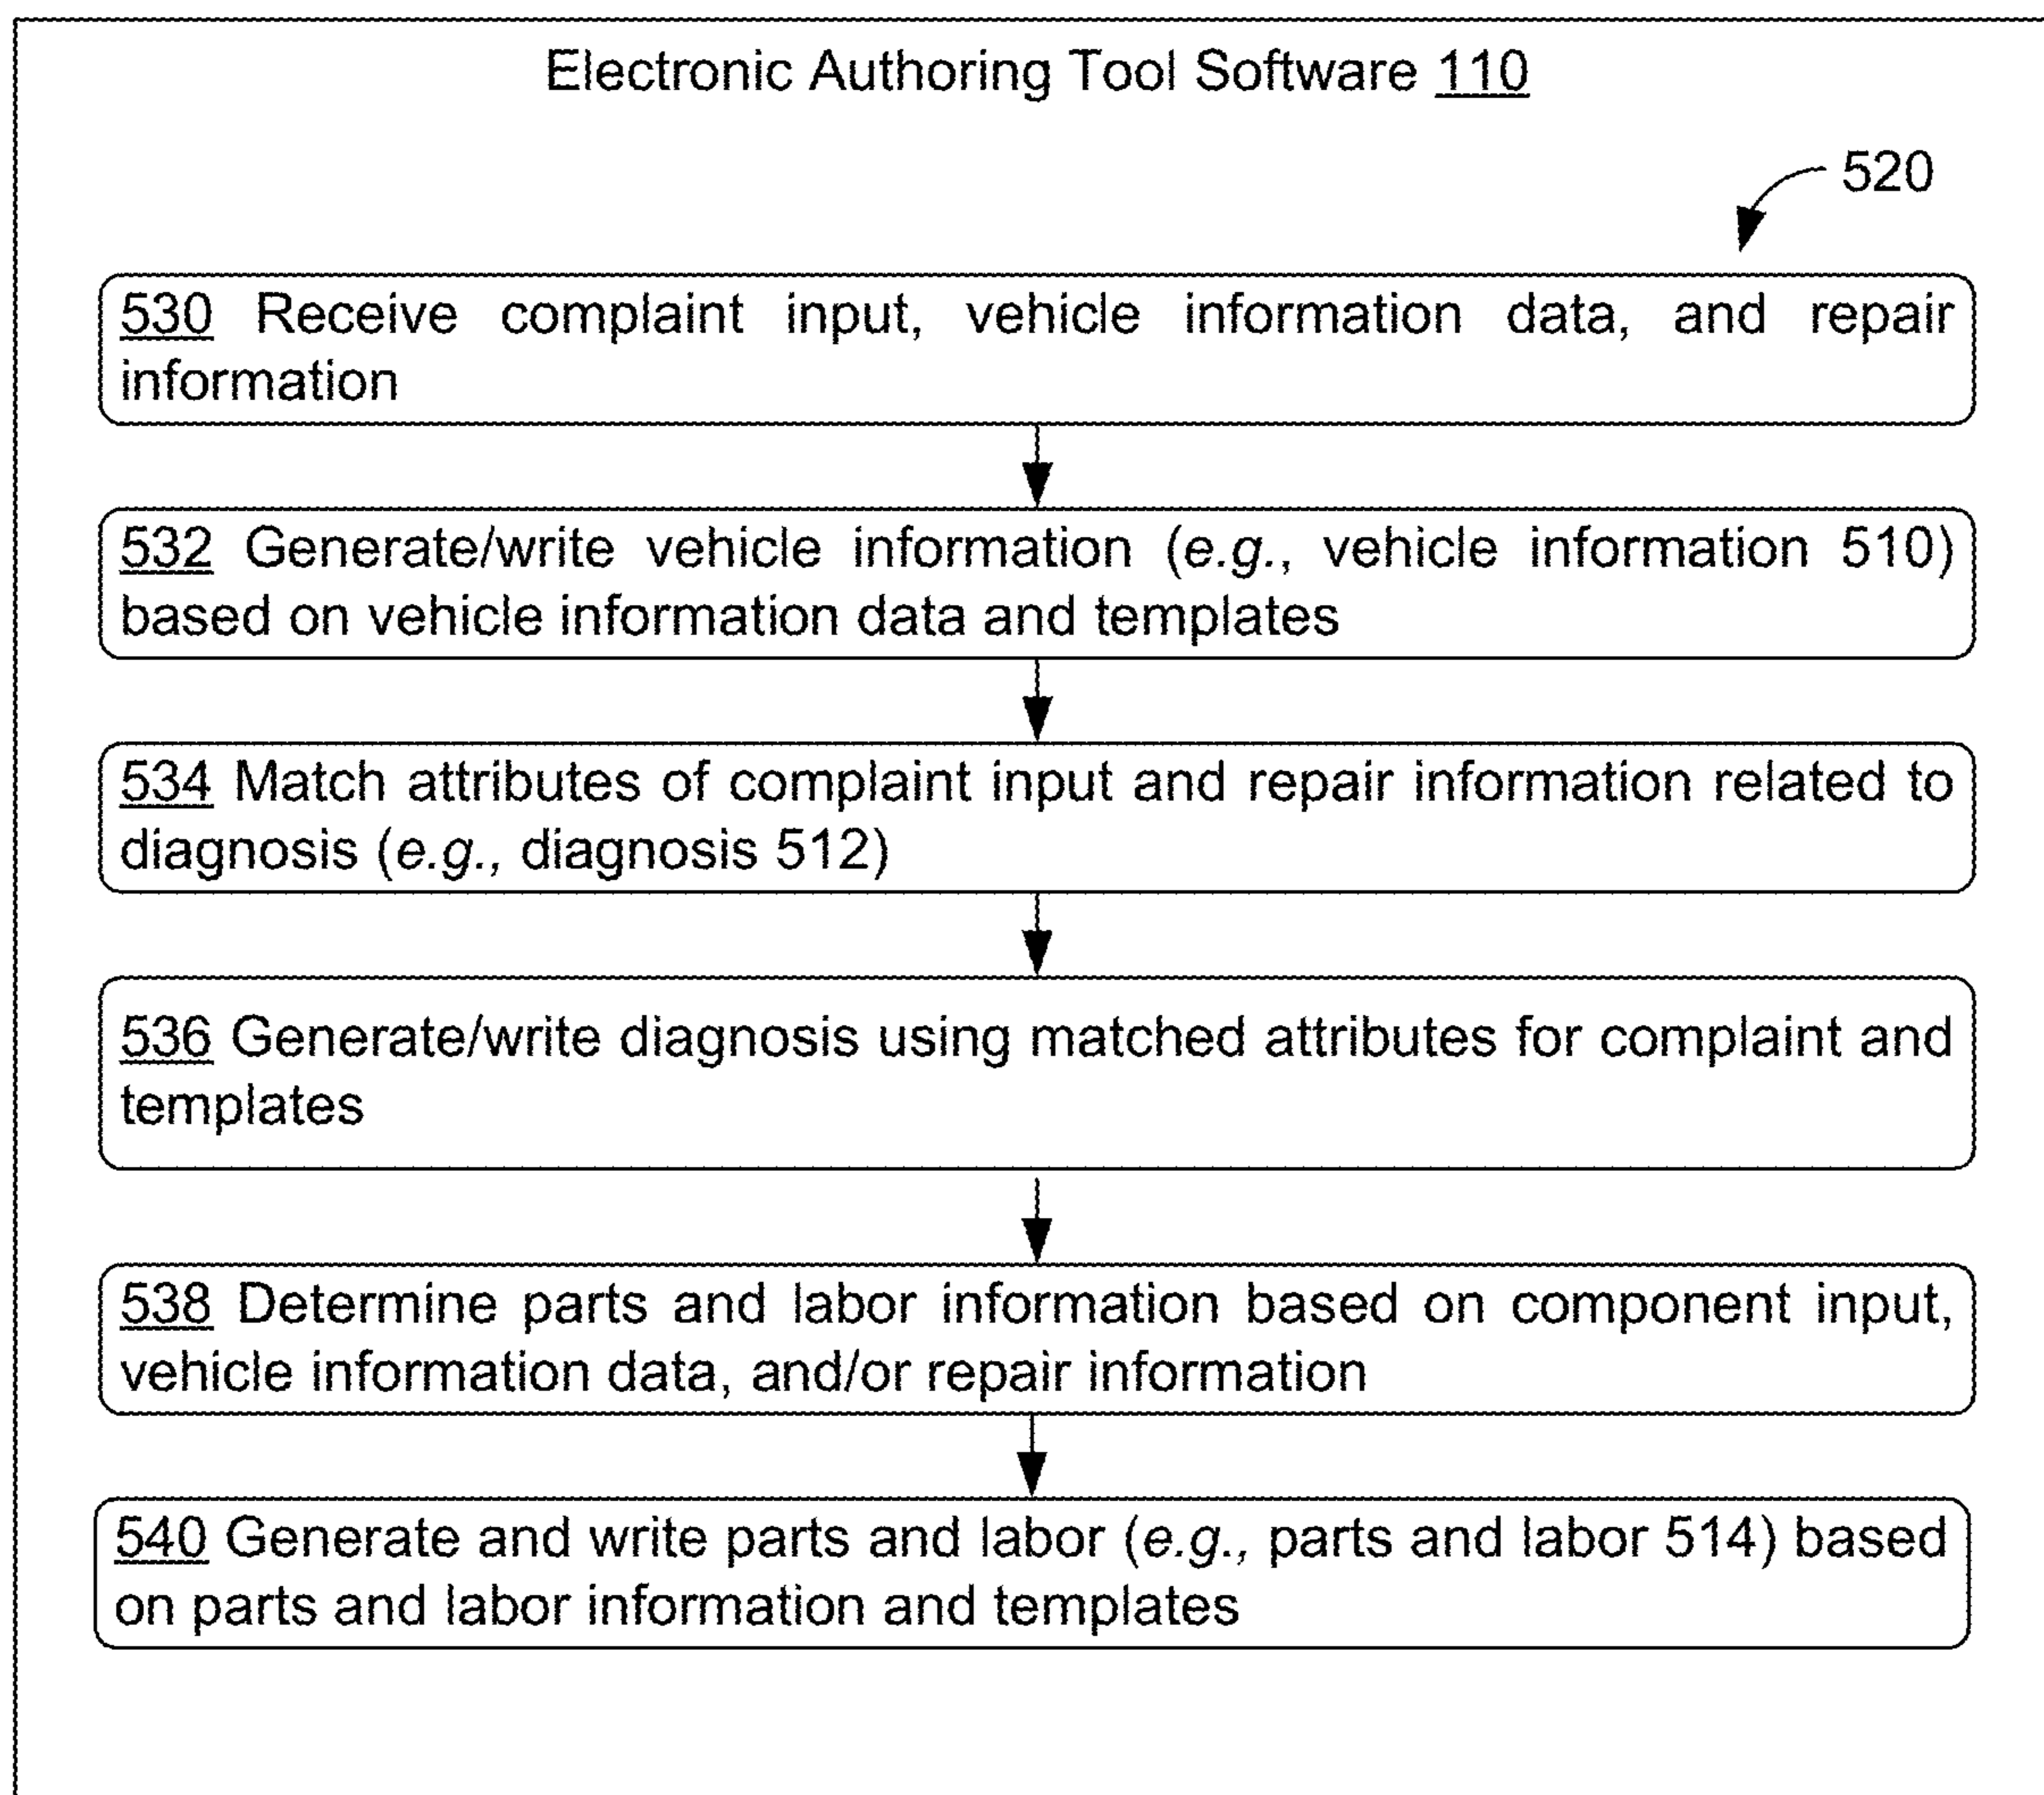 Electronic Authoring Tool Software 110
520
530 Receive complaint input, vehicle information data, and repair
information
532 Generate/write vehicle information (e.g., vehicle information 510)
based on vehicle information data and templates
534 Match attributes of complaint input and repair information related to
diagnosis (e.g., diagnosis 512)
536 Generate/write diagnosis using matched attributes for complaint and
templates
538 Determine parts and labor information based on component input,
vehicle information data, and/or repair information
540 Generate and write parts and labor (e.g., parts and labor 514) based
on parts and labor information and templates